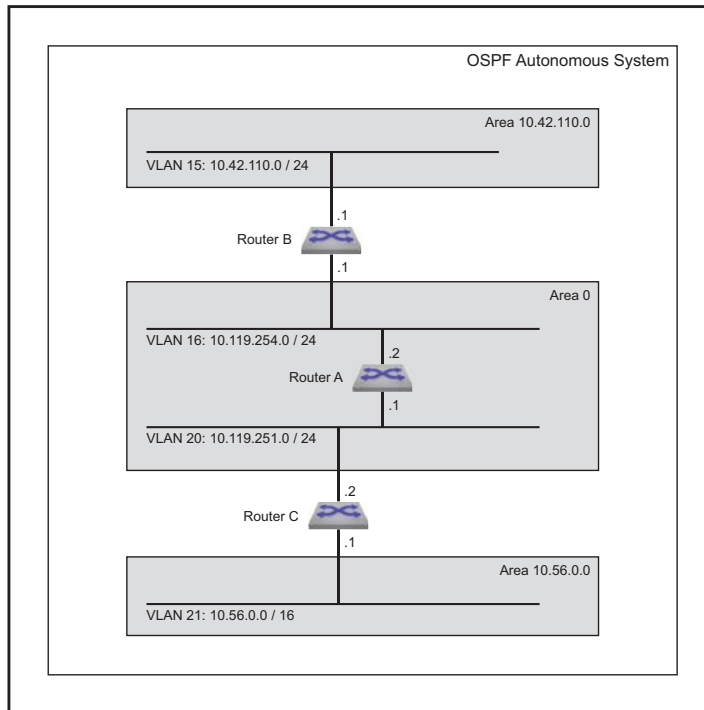 OSPF Autonomous System
Area 10.42.110.0
VLAN 15: 10.42.110.0 / 24
.1
Router B
.1
Area 0
VLAN 16: 10.119.254.0 / 24
.2
Router A
.1
VLAN 20: 10.119.251.0 / 24
.2
Router C
.1
Area 10.56.0.0
VLAN 21: 10.56.0.0 / 16